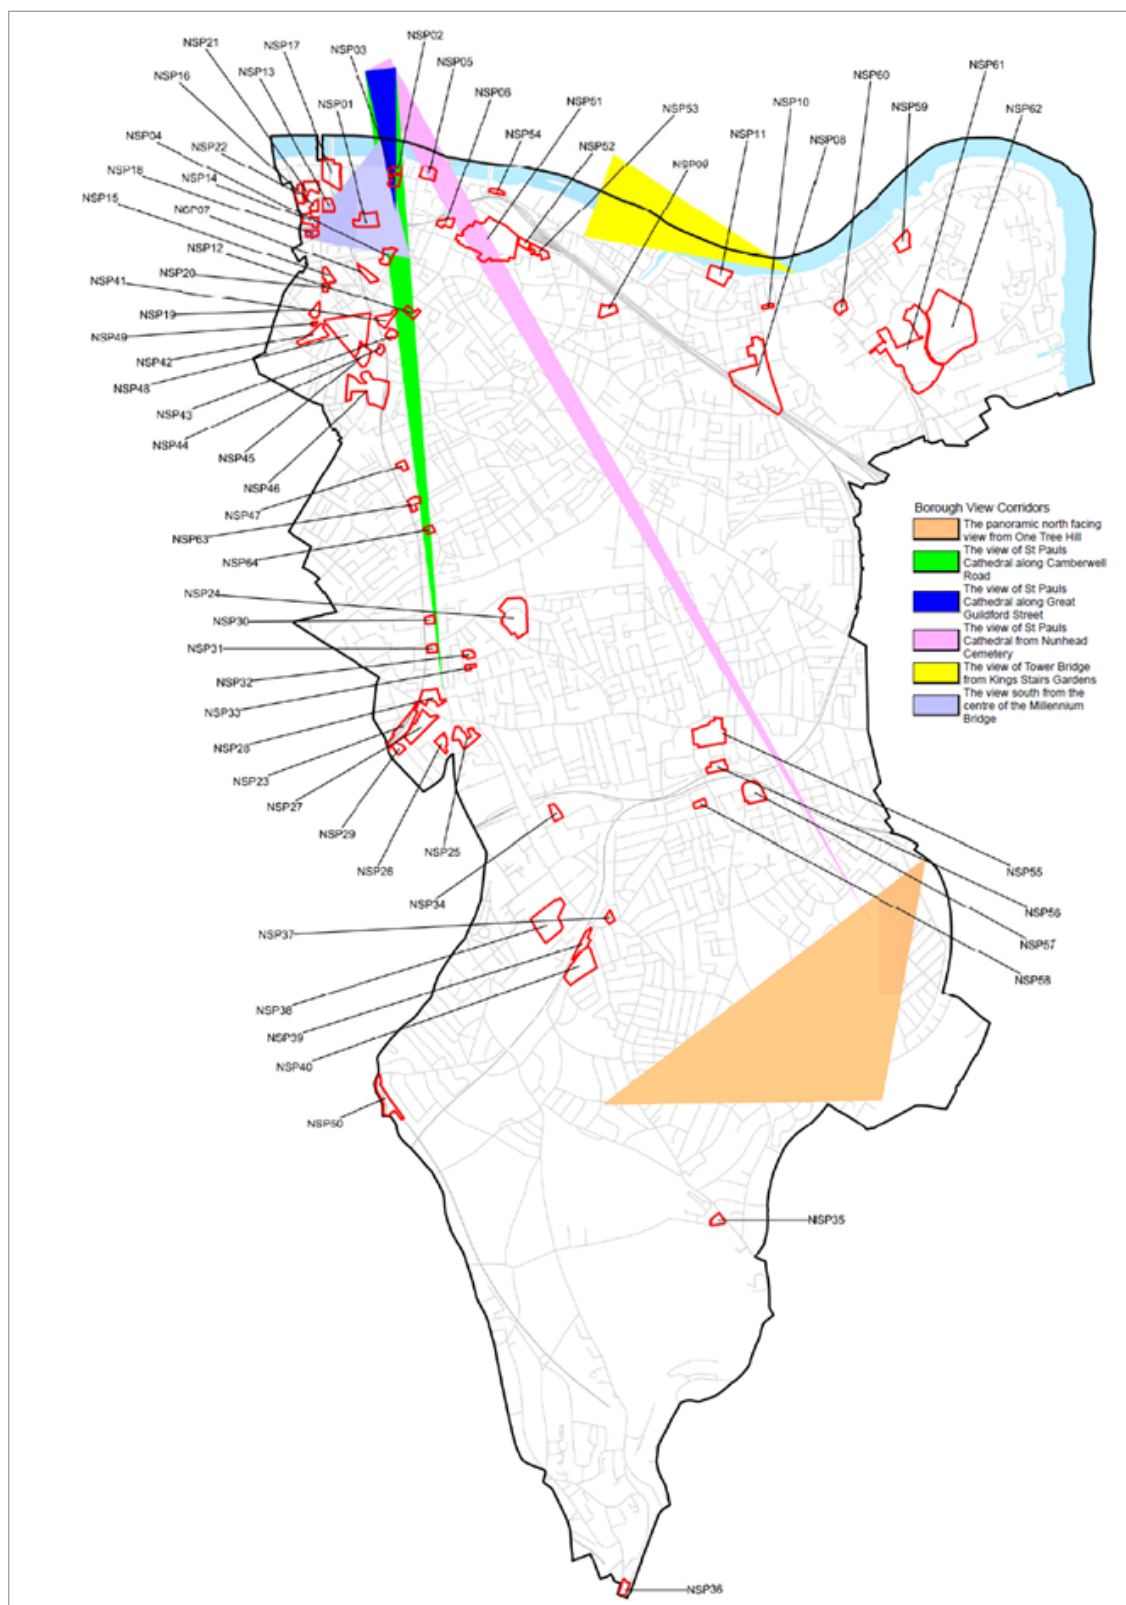 NSP02
NSP21
NSP17
NSP03
NSP05
NSP61
NSP13
NSP16
NSP60
NSP06
NSP01
NSP51
NSP59
NSP10
NSP62
NSP53
NSP04
NSP54
NSP11
NSP08
NSP22
NSP52
NSP09
NSP18
NSP14
NSP15
NSP07
NSP12
NSP20
NSP41
NSP19
NSP49
NSP42
NSP48
NSP43
NSP44
NSP45
NSP46
NSP47
Borough View Corridors
The panoramic north facing
view from One Tree Hill
The view of St Pauls
Cathedral along Camberwell
Road
The view of St Pauls
Cathedral along Great
Guildford Street
The view of St Pauls
Cathedral from Nunhead
Cemetery
The view of Tower Bridge
from Kings Stairs Gardens
The view south from the
centre of the Millennium
Bridge
NSP63
NSP64
NSP24
NSP30
NSP31
NSP32
NSP33
NSP28
NSP23
NSP27
NSP29
NSP25
NSP26
NSP55
NSP34
NSP56
NSP37
NSP57
NSP58
NSP38
NSP39
NSP40
NSP50
NSP35
NSP36